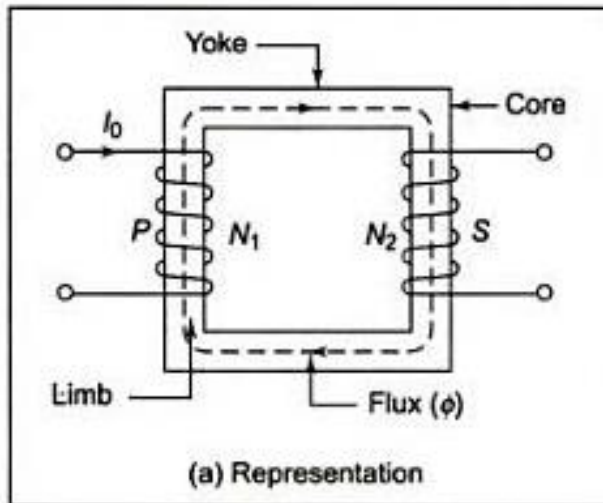 Yoke
Core
I₀
P
N₁
N₂
S
Limb
Flux (ϕ)
(a) Representation